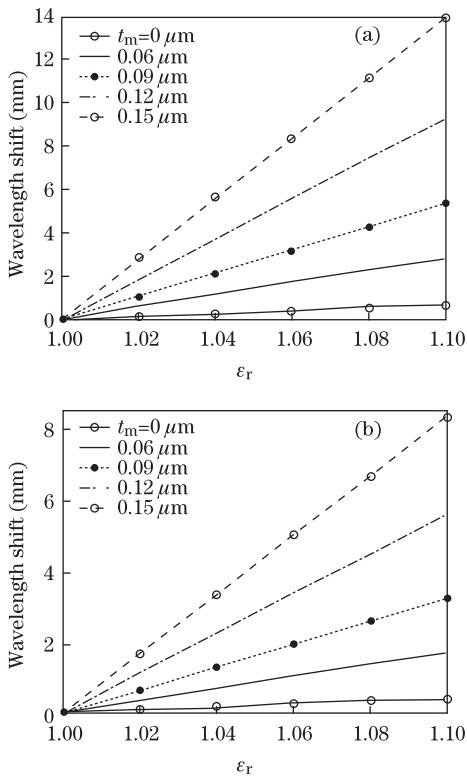 14
12
10
8
6
4
2
0
Wavelength shift (mm)
(a)
tm=0 μm
0.06 μm
0.09 μm
0.12 μm
0.15 μm
1.00 1.02 1.04 1.06 1.08 1.10
εr
8
6
4
2
0
Wavelength shift (mm)
(b)
tm=0 μm
0.06 μm
0.09 μm
0.12 μm
0.15 μm
1.00 1.02 1.04 1.06 1.08 1.10
εr